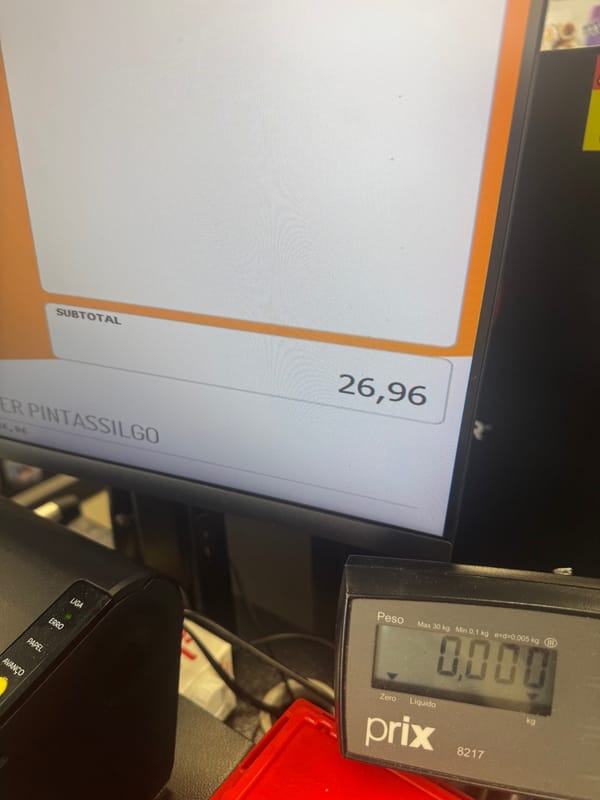 SUBTOTAL
26,96
ER PINTASSILGO
LIGA
ERRO
PAPEL
AVANÇO
Peso
Max 30 kg Min 0,1 kg e=d=0,005 kg III
0,000
Zero Líquido
kg
prix
8217